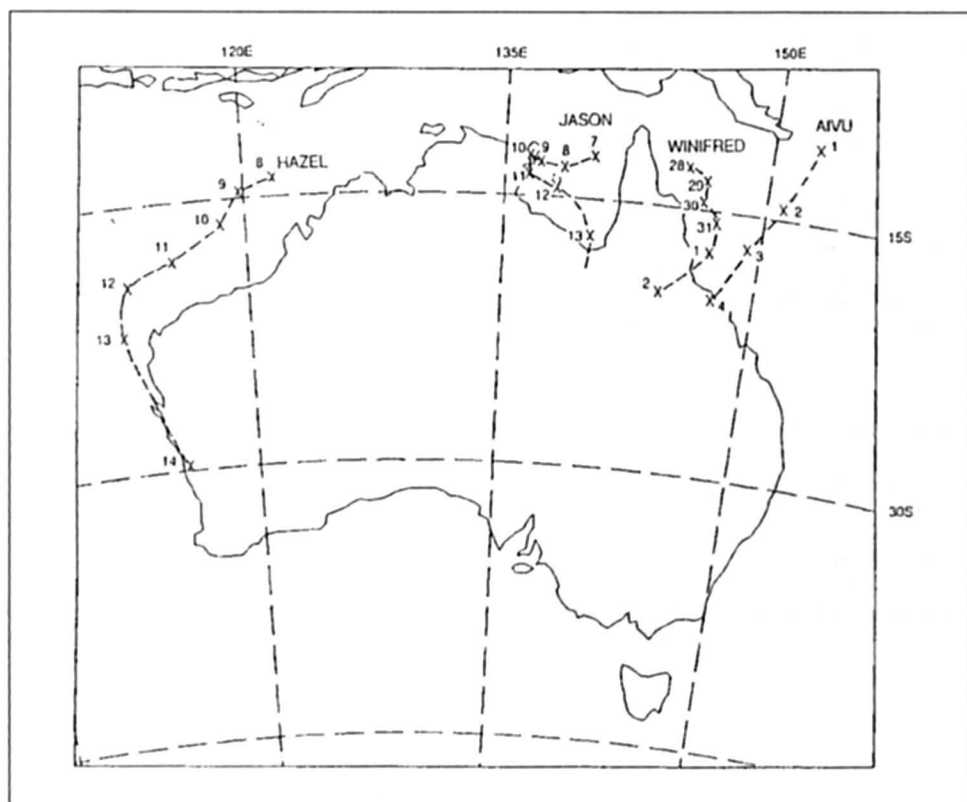 120E 135E 150E
JASON AIVU
10 9 8 7 WINIFRED 1
8 HAZEL 28
9 11 12 29 2
10 30
13 31 15S
11 1 3
12 2 4
13
14
30S